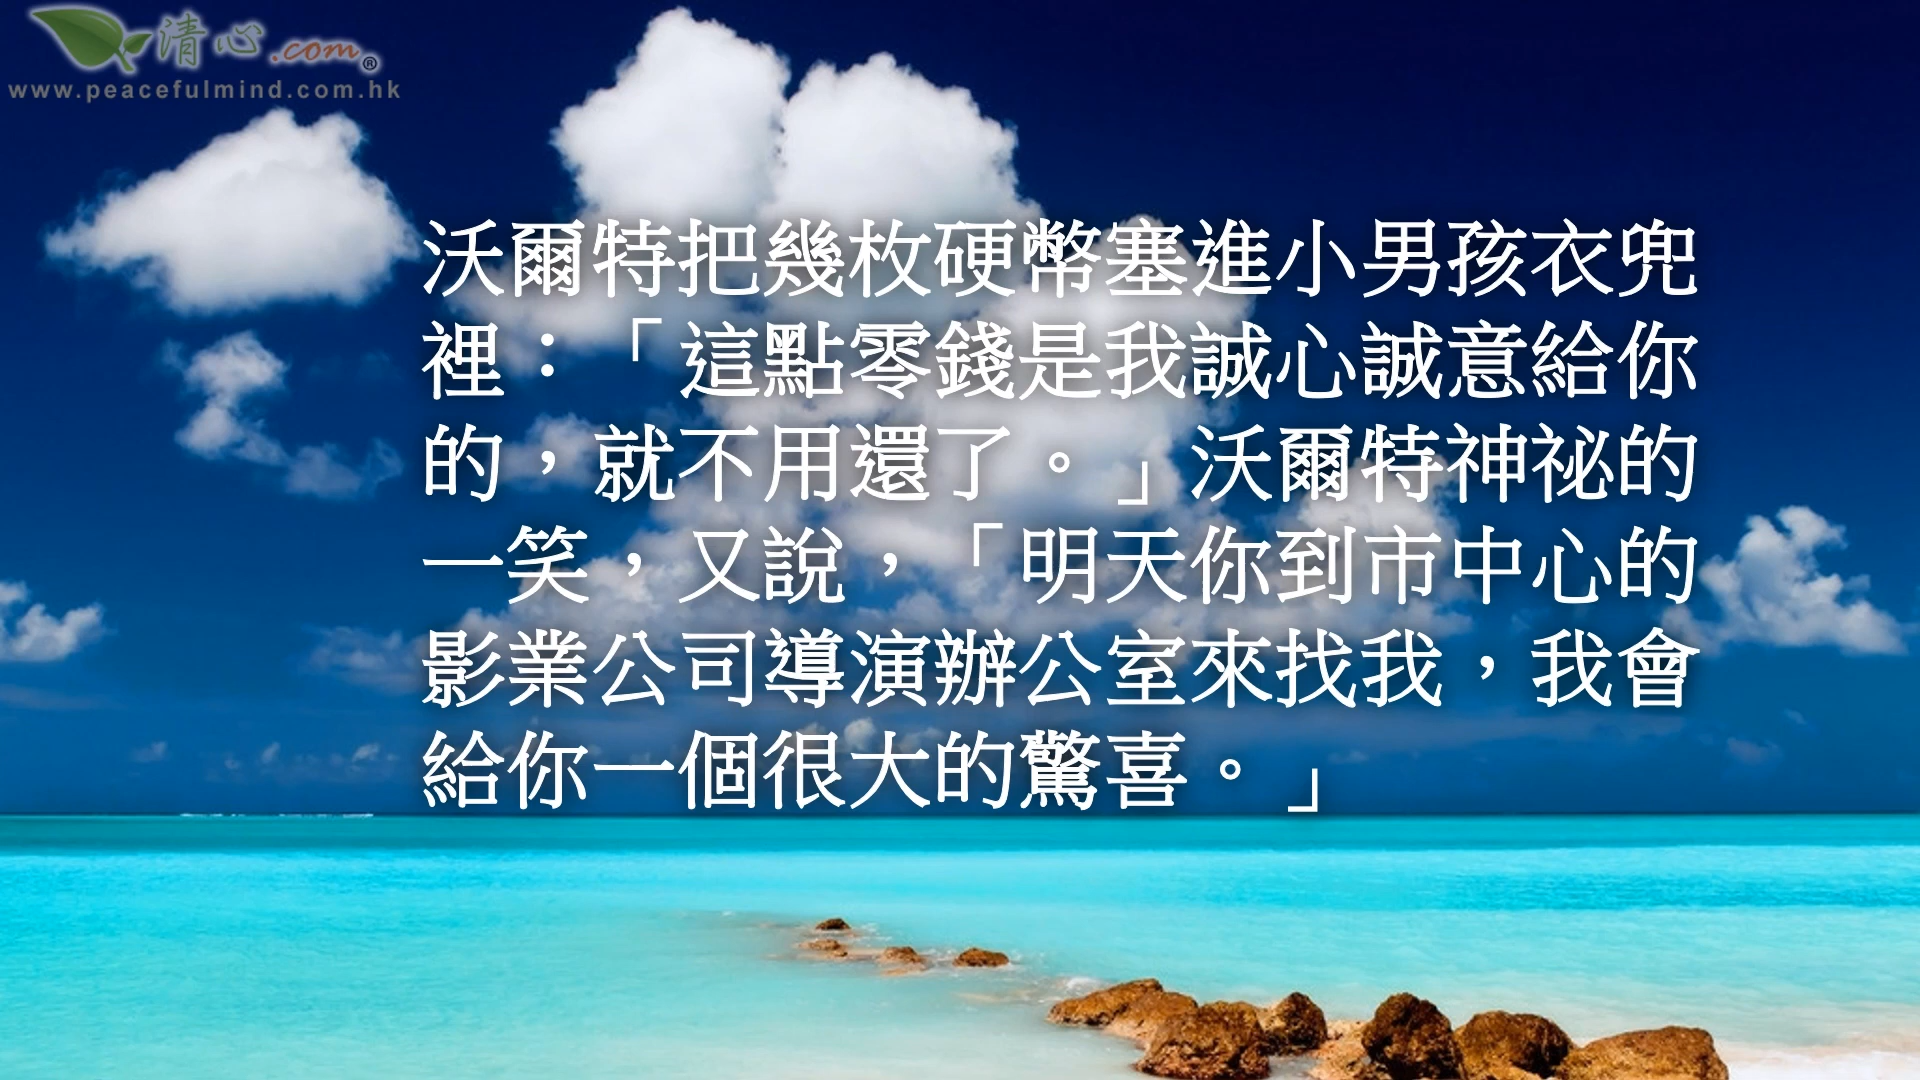 清心.com®
www.peacefulmind.com.hk
沃爾特把幾枚硬幣塞進小男孩衣兜
裡：「這點零錢是我誠心誠意給你
的，就不用還了。」沃爾特神祕的
一笑，又說，「明天你到市中心的
影業公司導演辦公室來找我，我會
給你一個很大的驚喜。」